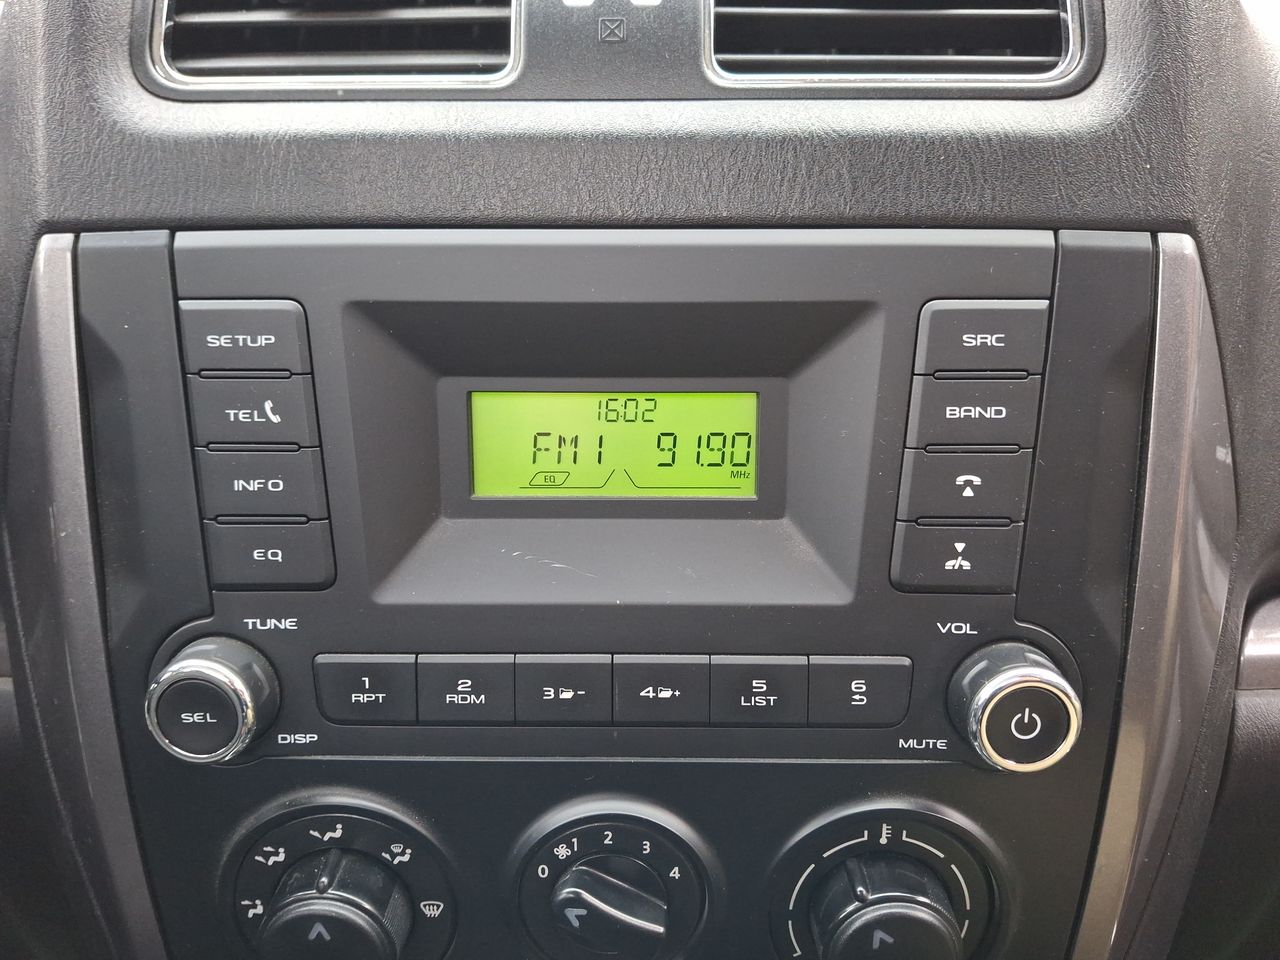 16:02
FM1 91.90
EQ
MHz
SETUP
SRC
TEL
BAND
INFO
EQ
TUNE
VOL
1
RPT
2
RDM
3 -
4 +
5
LIST
6
SEL
DISP
MUTE
0 1 2 3 4